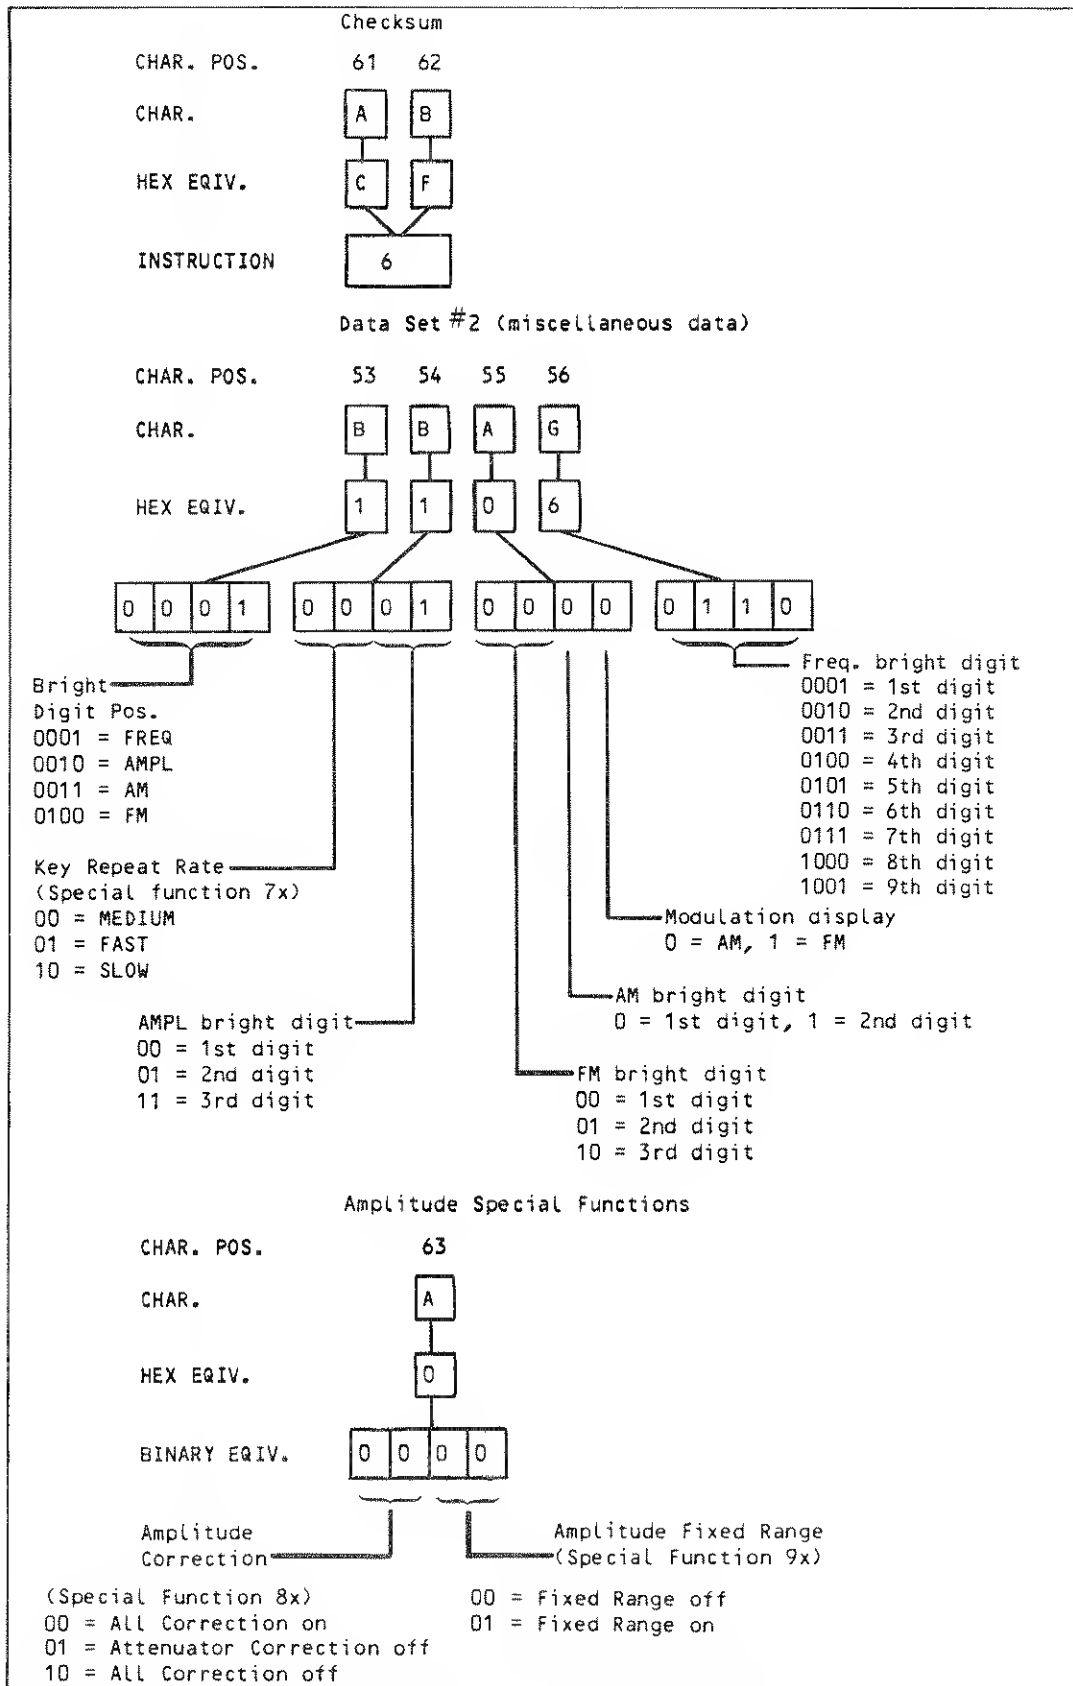 Checksum
CHAR. POS. 61 62
CHAR. A B
HEX EQIV. C F
INSTRUCTION 6
Data Set #2 (miscellaneous data)
CHAR. POS. 53 54 55 56
CHAR. B B A G
HEX EQIV. 1 1 0 6
0 0 0 1 0 0 0 1 0 0 0 0 0 1 1 0
Bright
Digit Pos.
0001 = FREQ
0010 = AMPL
0011 = AM
0100 = FM
Freq. bright digit
0001 = 1st digit
0010 = 2nd digit
0011 = 3rd digit
0100 = 4th digit
0101 = 5th digit
0110 = 6th digit
0111 = 7th digit
1000 = 8th digit
1001 = 9th digit
Key Repeat Rate
(Special function 7x)
00 = MEDIUM
01 = FAST
10 = SLOW
Modulation display
0 = AM, 1 = FM
AM bright digit
0 = 1st digit, 1 = 2nd digit
AMPL bright digit
00 = 1st digit
01 = 2nd digit
11 = 3rd digit
FM bright digit
00 = 1st digit
01 = 2nd digit
10 = 3rd digit
Amplitude Special Functions
CHAR. POS. 63
CHAR. A
HEX EQIV. 0
BINARY EQIV. 0 0 0 0
Amplitude
Correction
(Special Function 8x)
00 = All Correction on
01 = Attenuator Correction off
10 = All Correction off
Amplitude Fixed Range
(Special Function 9x)
00 = Fixed Range off
01 = Fixed Range on